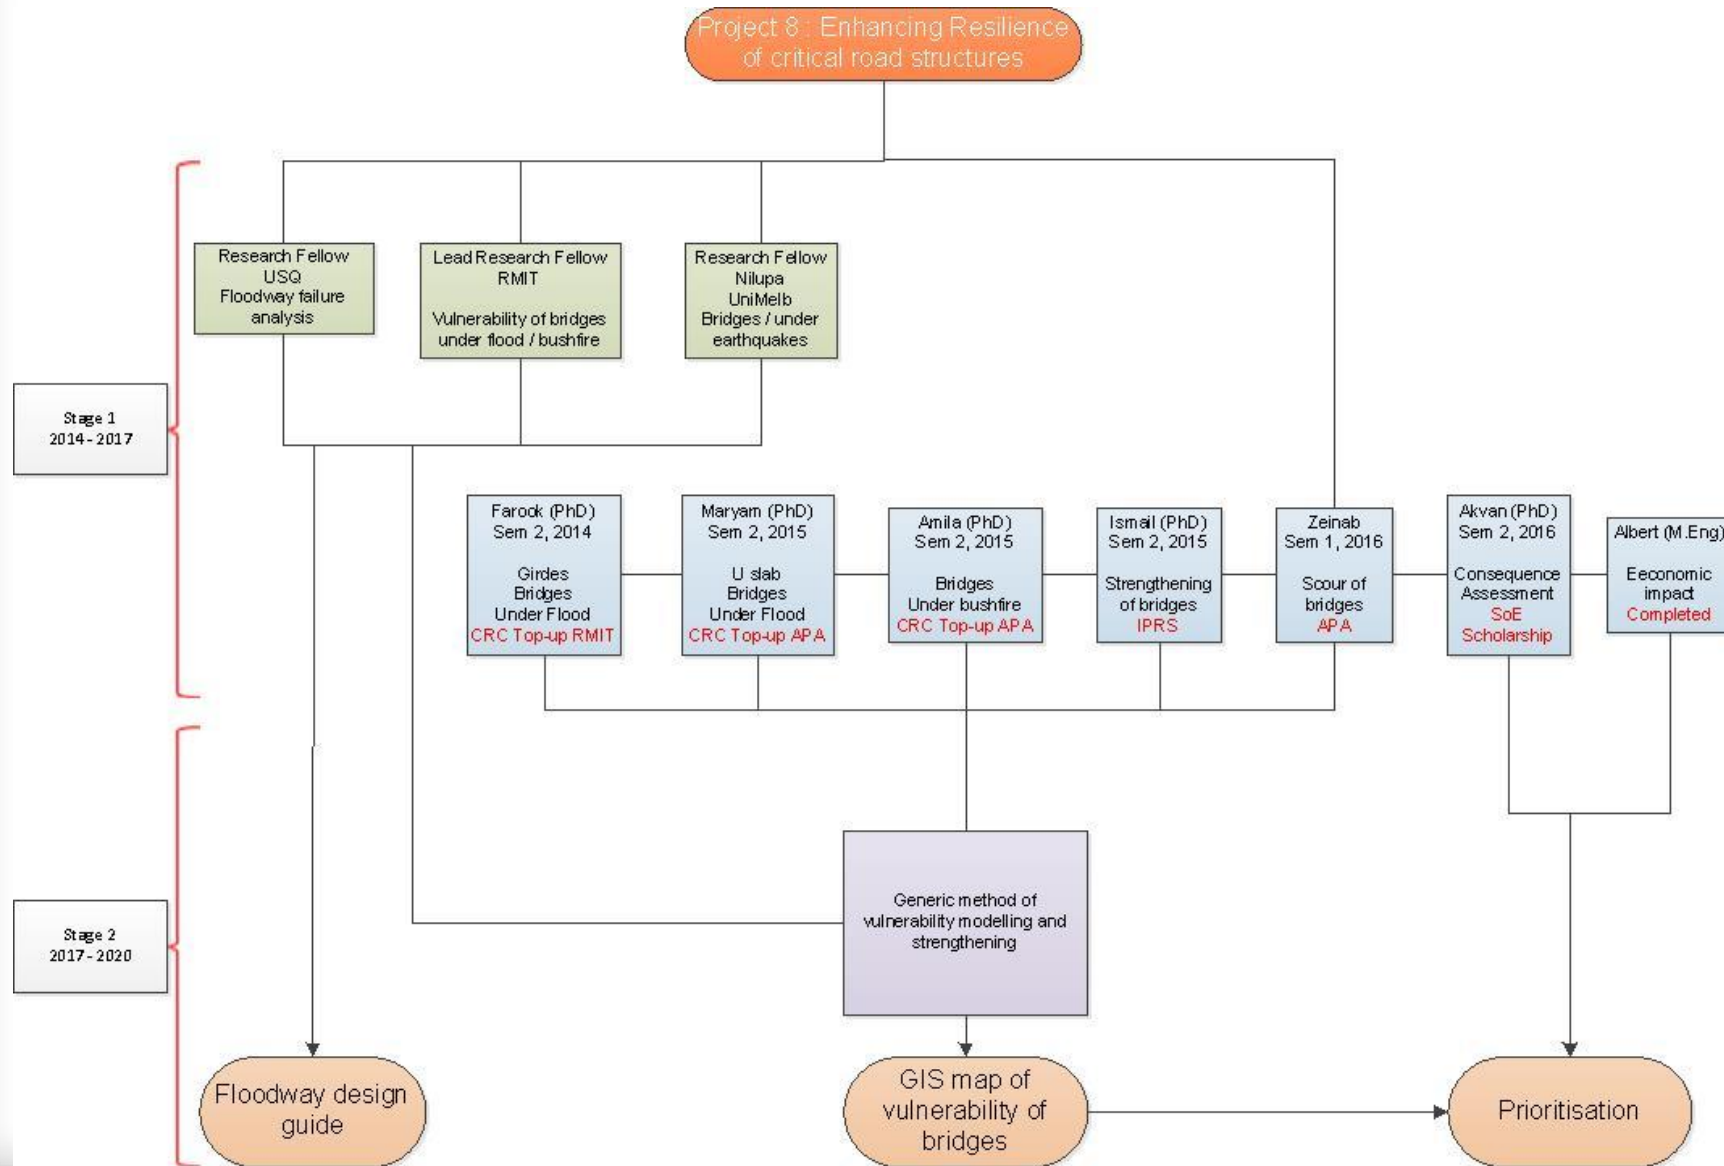 Project 8 : Enhancing Resilience
of critical road structures
Research Fellow
USQ
Floodway failure
analysis
Lead Research Fellow
RMIT
Vulnerability of bridges
under flood / bushfire
Research Fellow
Nilupa
UniMelb
Bridges / under
earthquakes
Stage 1
2014 - 2017
Farook (PhD)
Sem 2, 2014
Girdes
Bridges
Under Flood
CRC Top-up RMIT
Maryam (PhD)
Sem 2, 2015
U slab
Bridges
Under Flood
CRC Top-up APA
Amila (PhD)
Sem 2, 2015
Bridges
Under bushfire
CRC Top-up APA
Ismail (PhD)
Sem 2, 2015
Strengthening
of bridges
IPRS
Zeinab
Sem 1, 2016
Scour of
bridges
APA
Akvan (PhD)
Sem 2, 2016
Consequence
Assessment
SoE
Scholarship
Albert (M.Eng)
Eeconomic
impact
Completed
Stage 2
2017 - 2020
Generic method of
vulnerability modelling and
strengthening
Floodway design
guide
GIS map of
vulnerability of
bridges
Prioritisation